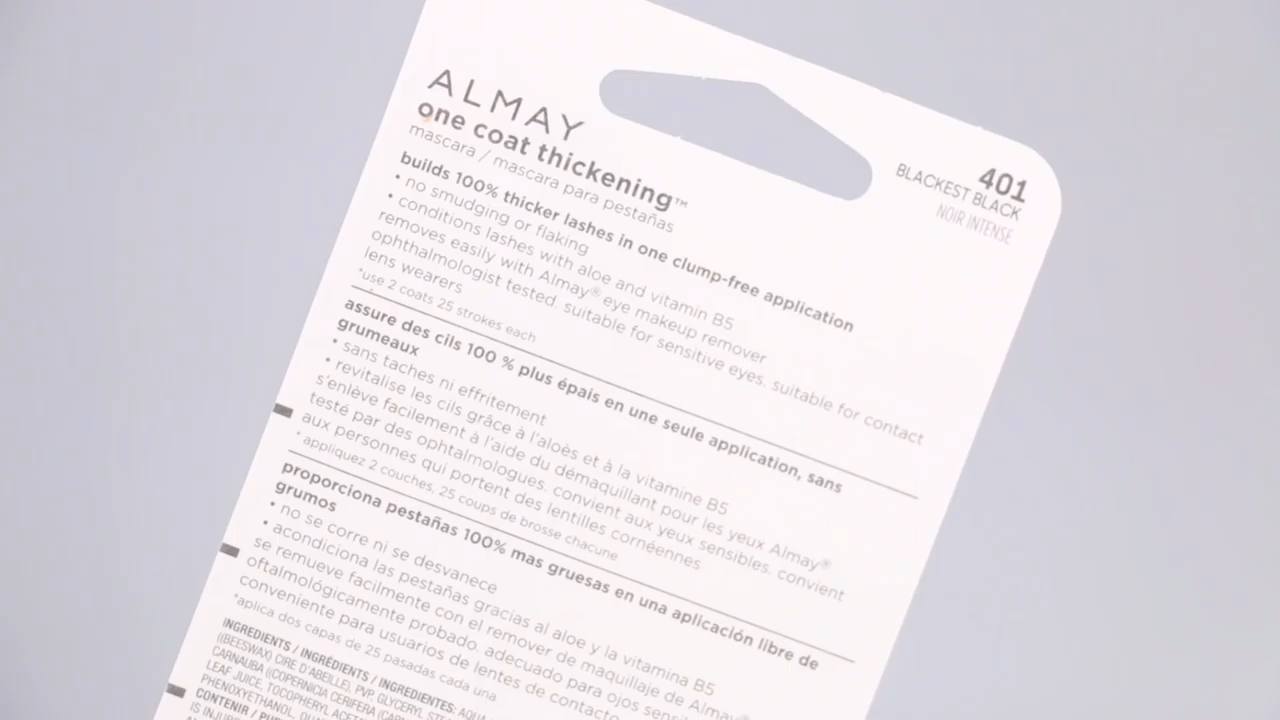 ALMAY
one coat thickening™
mascara / mascara para pestañas
401
BLACKEST BLACK
NOIR INTENSE
builds 100% thicker lashes in one clump-free application
• no smudging or flaking
• conditions lashes with aloe and vitamin B5
removes easily with Almay® eye makeup remover
ophthalmologist tested, suitable for sensitive eyes, suitable for contact
lens wearers
*use 2 coats 25 strokes each
assure des cils 100 % plus épais en une seule application, sans
grumeaux
• sans taches ni effritement
• revitalise les cils grâce à l'aloès et à la vitamine B5
s'enlève facilement à l'aide du démaquillant pour les yeux Almay®
testé par des ophtalmologues, convient aux yeux sensibles, convient
aux personnes qui portent des lentilles cornéennes
*appliquez 2 couches, 25 coups de brosse chacune
proporciona pestañas 100% mas gruesas en una aplicación libre de
grumos
• no se corre ni se desvanece
• acondiciona las pestañas gracias al aloe y la vitamina B5
se remueve facilmente con el remover de maquillaje de Almay®
oftalmológicamente probado, adecuado para ojos
conveniente para usuarios de lentes de contacto
*aplica dos capas de 25 pasadas cada una
INGREDIENTS / INGRÉDIENTS / INGREDIENTES: AQUA
((BEESWAX) CIRE D'ABEILLE), PVP, GLYCERYL
CARNAUBA ((COPERNICIA CERIFERA
LEAF JUICE, TOCOPHERYL
PHENOXYETHANOL,
CONTENIR /
IS